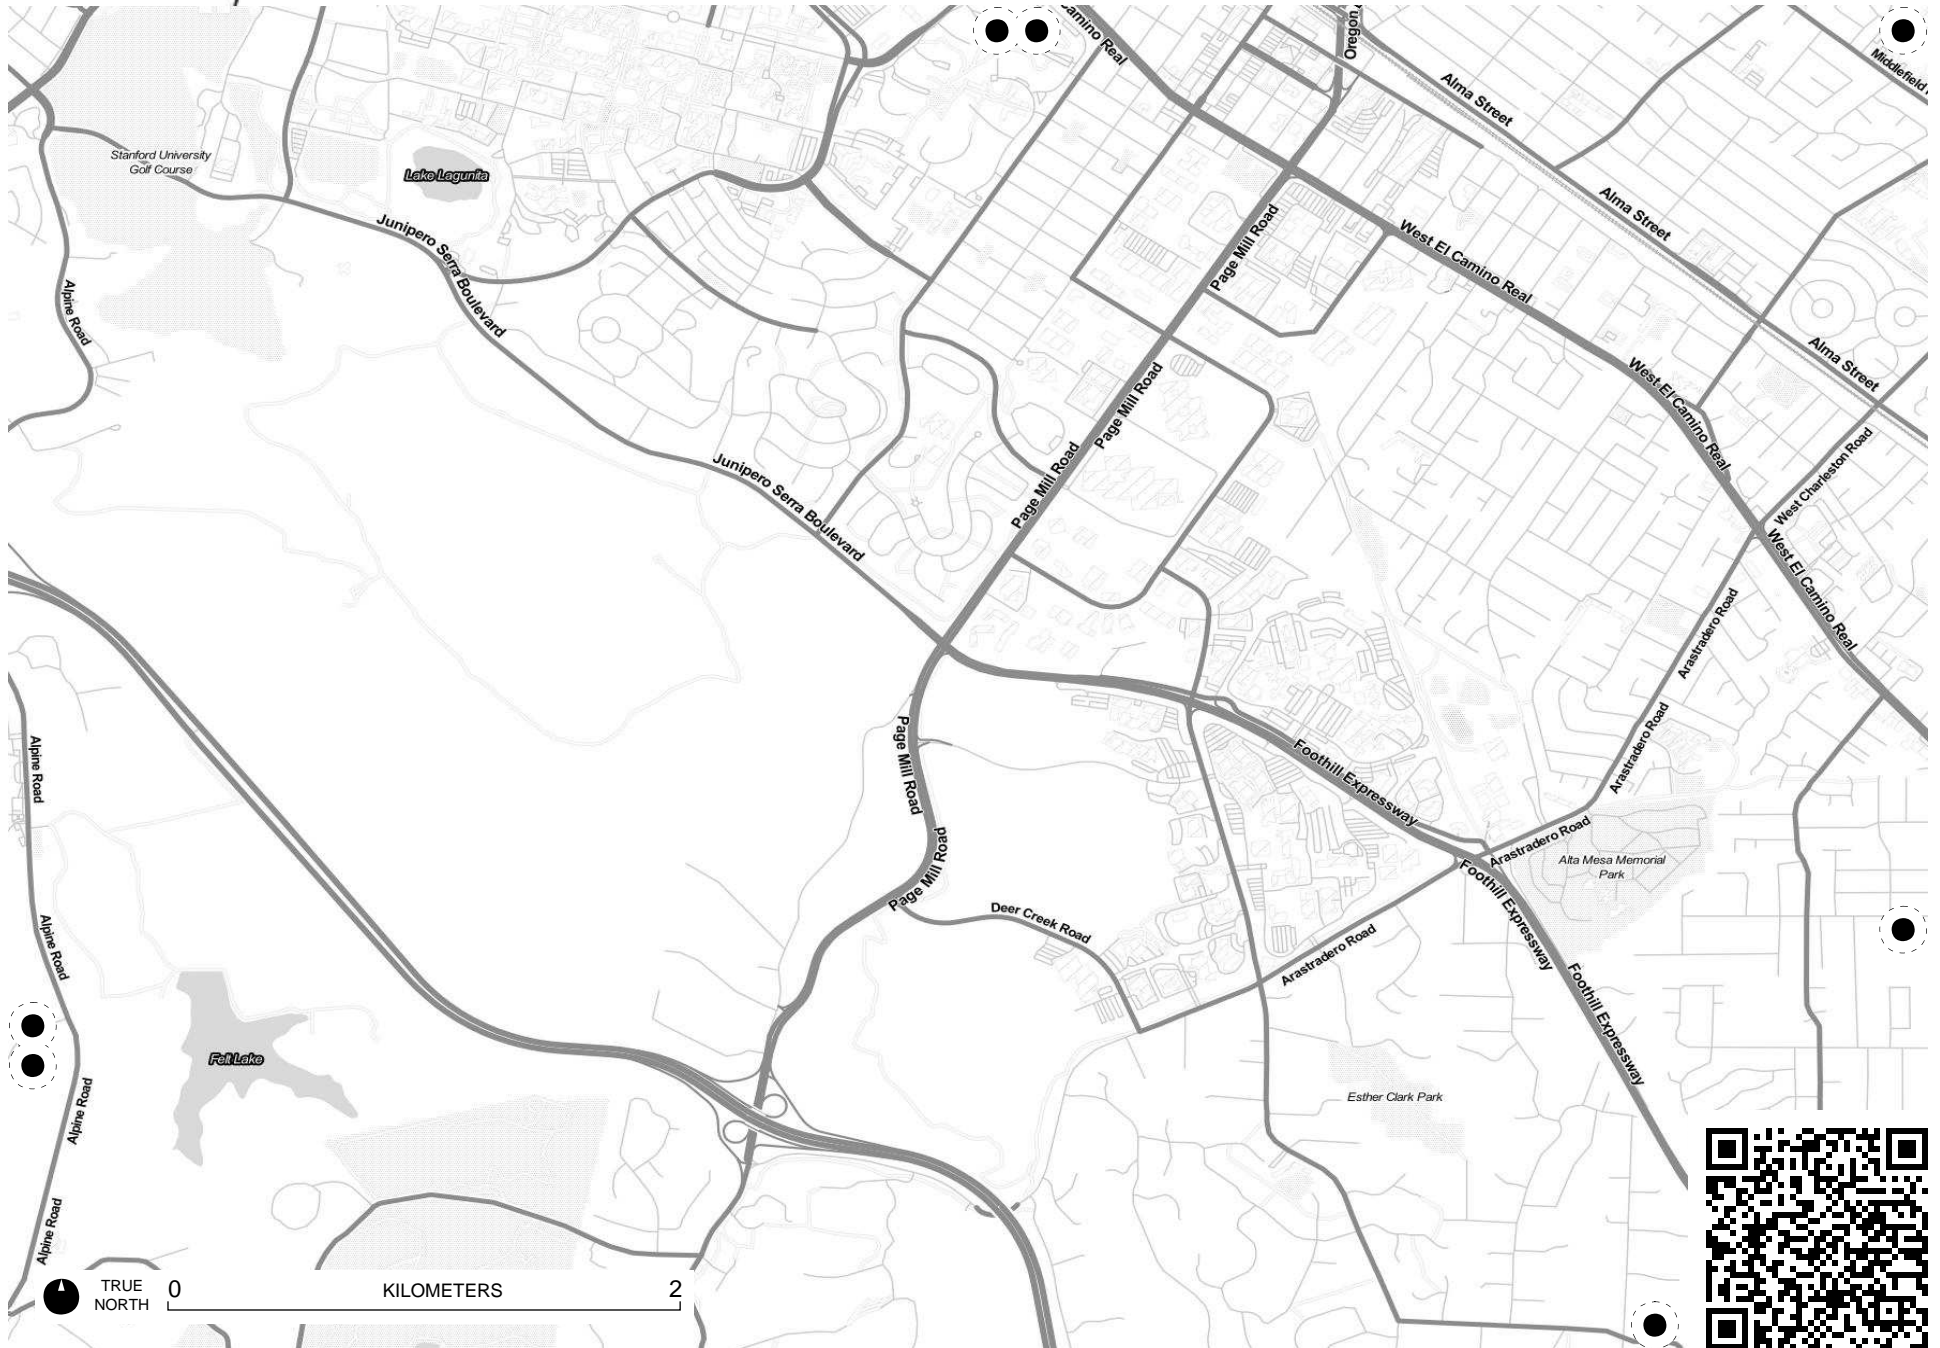 Camino Real
Oregon
Middlefield
Alma Street
Stanford University
Golf Course
Lake Lagunita
Alma Street
Junipero Serra Boulevard
Page Mill Road
West El Camino Real
Alpine Road
Alma Street
Page Mill Road
West El Camino Real
Junipero Serra Boulevard
Page Mill Road
West Charleston Road
West El Camino Real
Arastradero Road
Alpine Road
Page Mill Road
Foothill Expressway
Arastradero Road
Page Mill Road
Arastradero Road
Alta Mesa Memorial
Park
Foothill Expressway
Alpine Road
Deer Creek Road
Arastradero Road
Foothill Expressway
Felt Lake
Alpine Road
Esther Clark Park
Alpine Road
TRUE
NORTH
0 KILOMETERS 2